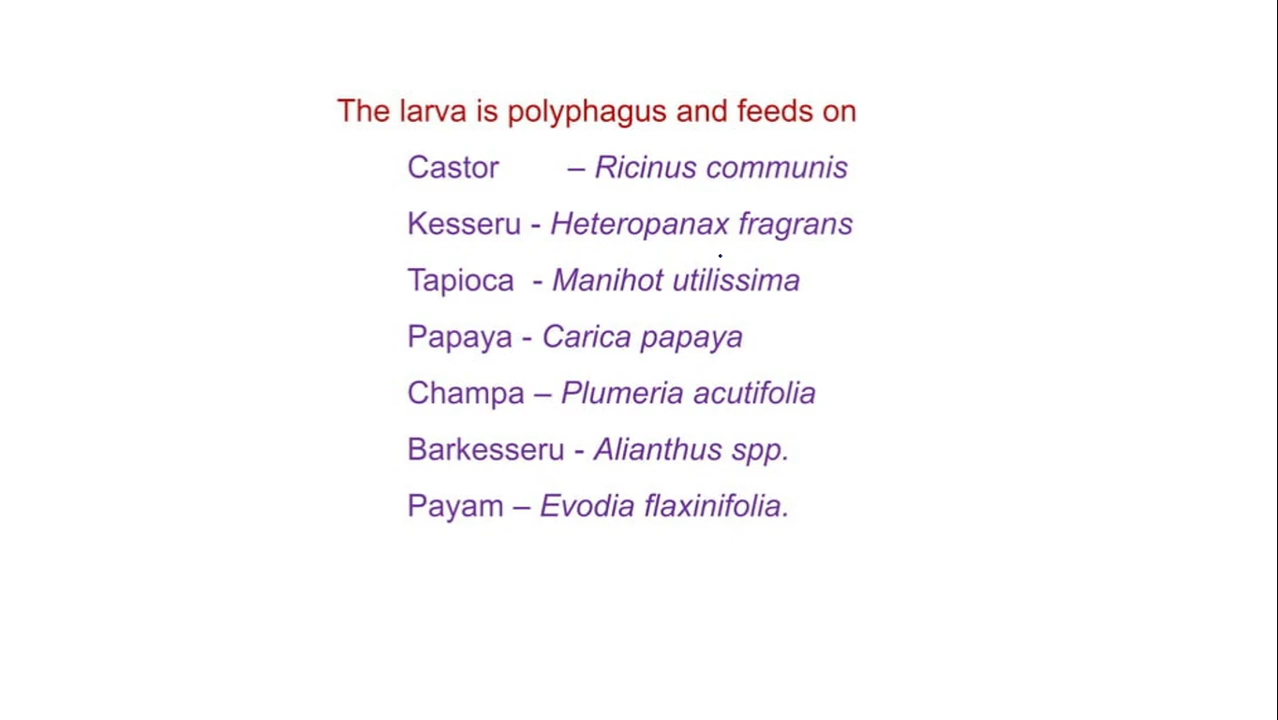 The larva is polyphagus and feeds on
Castor – Ricinus communis
Kesseru - Heteropanax fragrans
Tapioca - Manihot utilissima
Papaya - Carica papaya
Champa – Plumeria acutifolia
Barkesseru - Alianthus spp.
Payam – Evodia flaxinifolia.